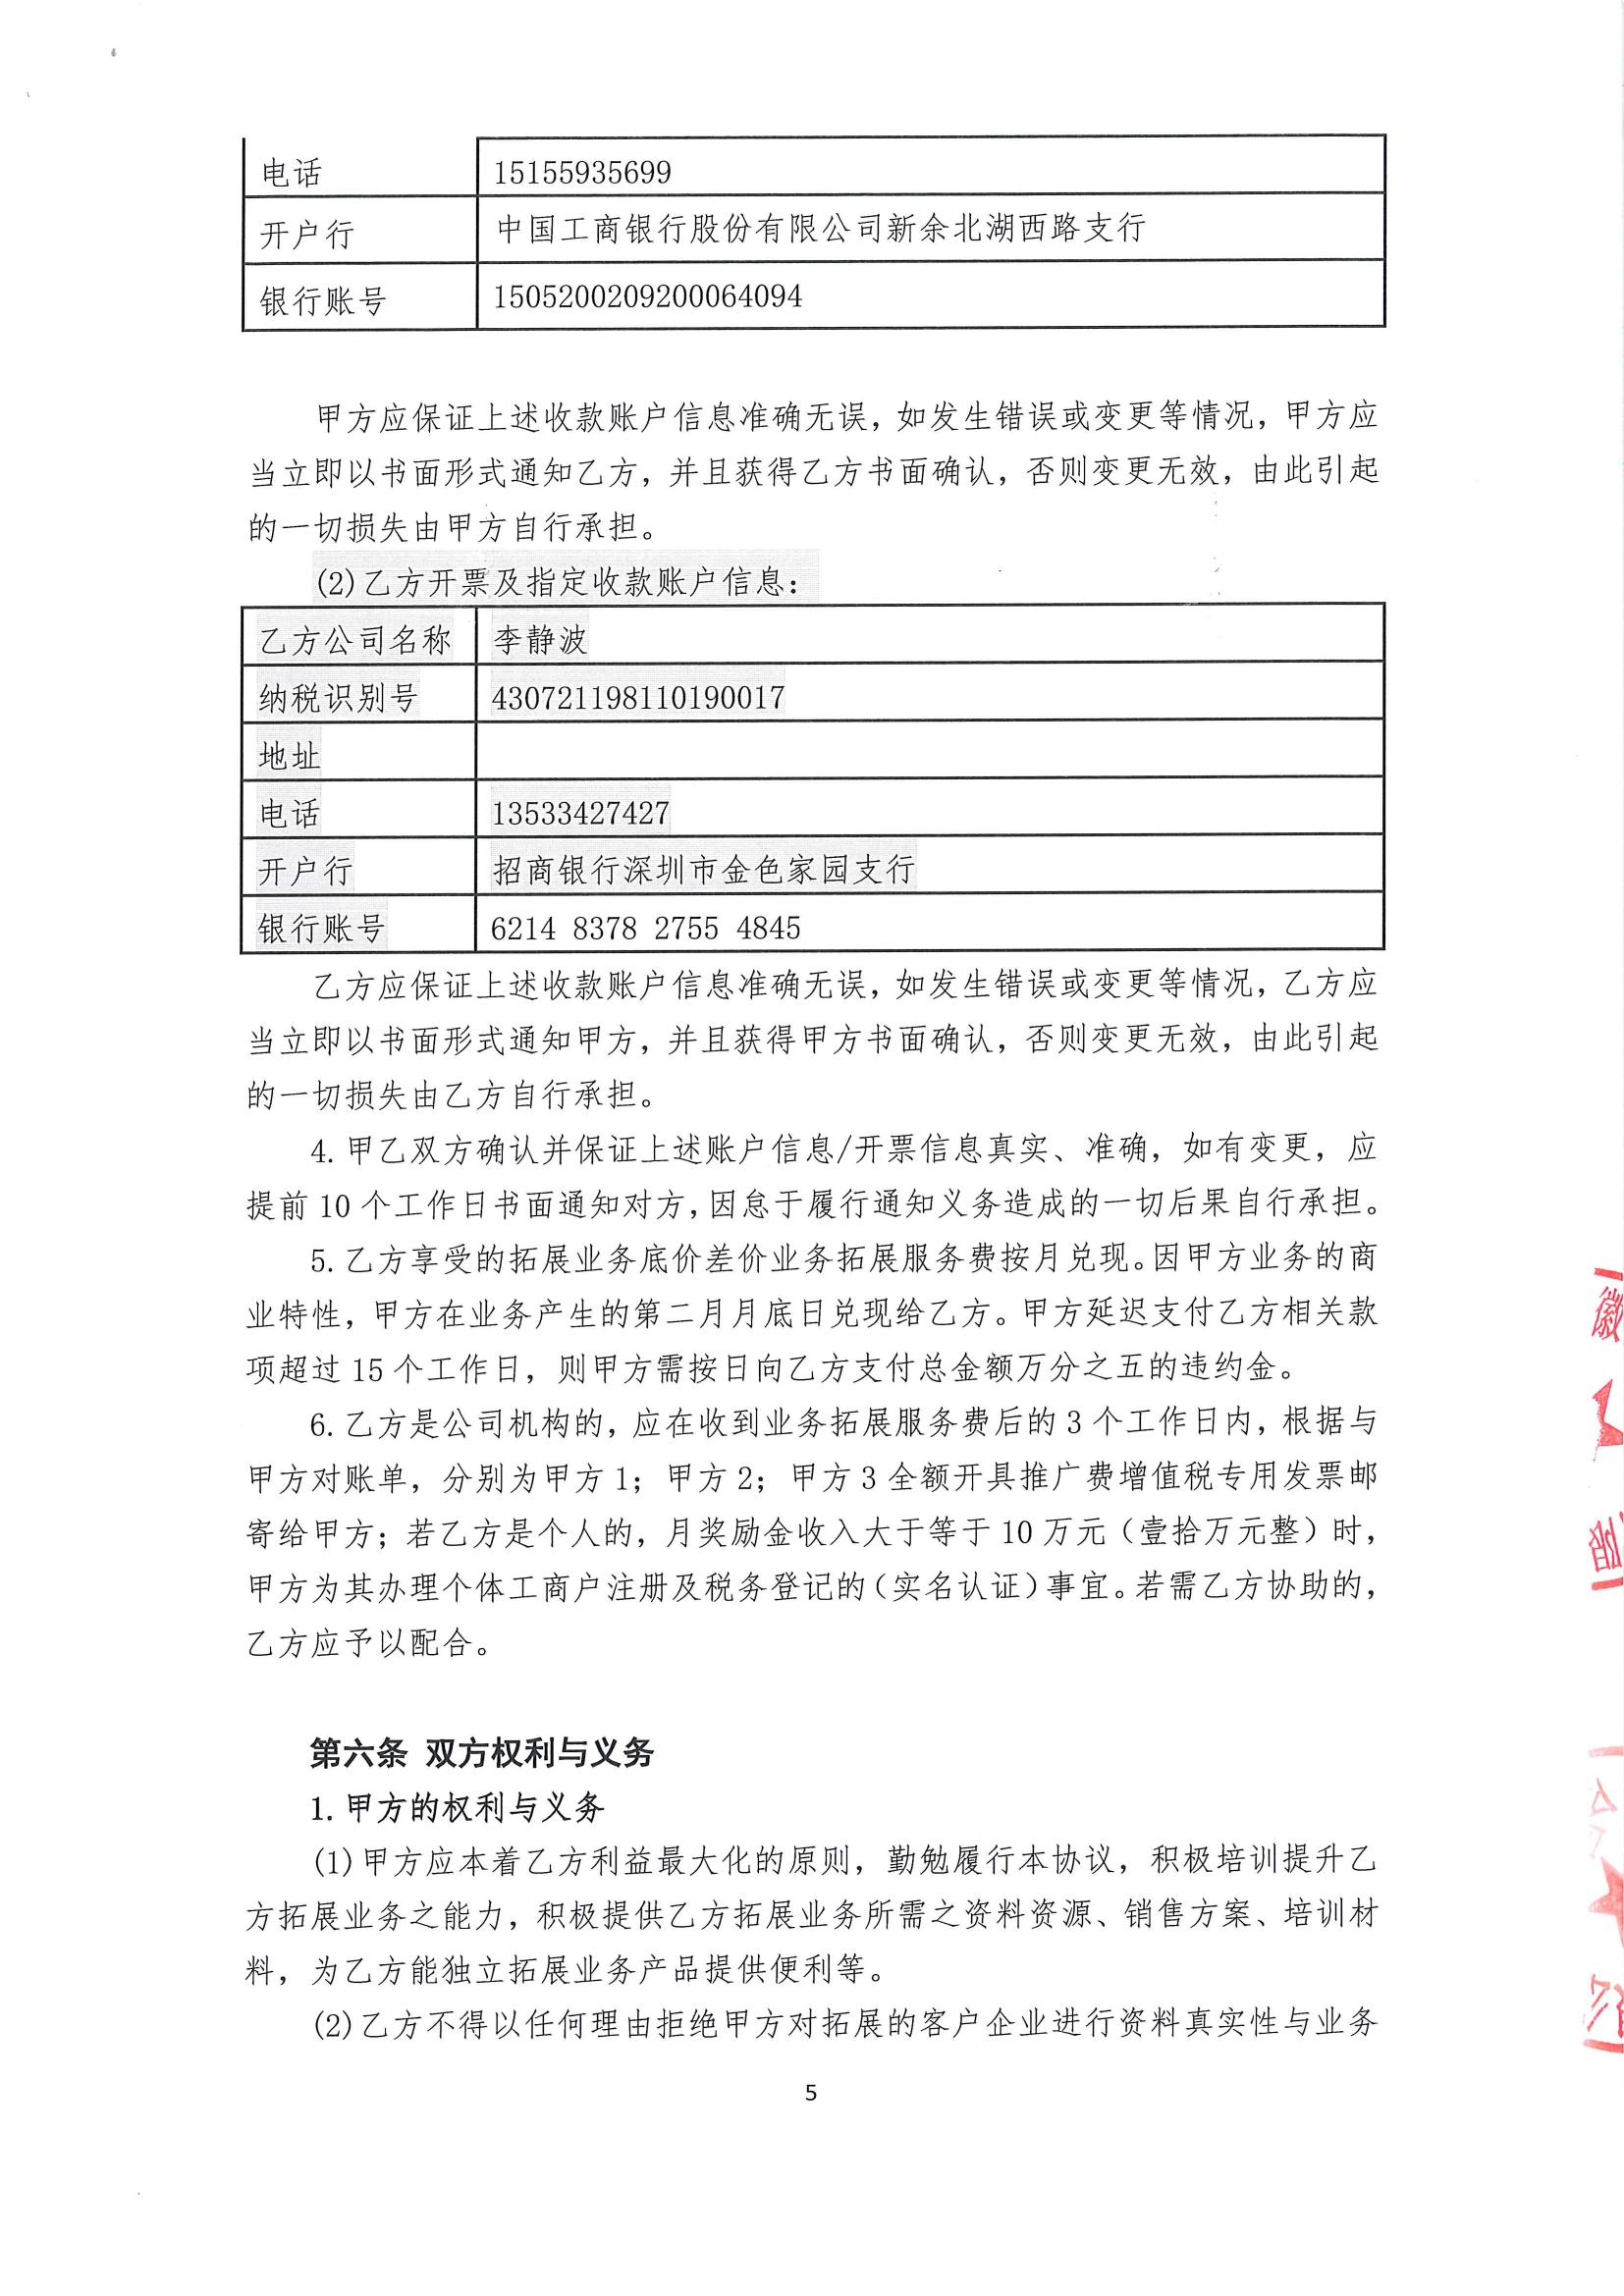 电话 15155935699
开户行 中国工商银行股份有限公司新余北湖西路支行
银行账号 1505200209200064094
甲方应保证上述收款账户信息准确无误，如发生错误或变更等情况，甲方应
当立即以书面形式通知乙方，并且获得乙方书面确认，否则变更无效，由此引起
的一切损失由甲方自行承担。
(2)乙方开票及指定收款账户信息：
乙方公司名称 李静波
纳税识别号 430721198110190017
地址
电话 13533427427
开户行 招商银行深圳市金色家园支行
银行账号 6214 8378 2755 4845
乙方应保证上述收款账户信息准确无误，如发生错误或变更等情况，乙方应
当立即以书面形式通知甲方，并且获得甲方书面确认，否则变更无效，由此引起
的一切损失由乙方自行承担。
4.甲乙双方确认并保证上述账户信息/开票信息真实、准确，如有变更，应
提前10个工作日书面通知对方，因怠于履行通知义务造成的一切后果自行承担。
5.乙方享受的拓展业务底价差价业务拓展服务费按月兑现。因甲方业务的商
业特性，甲方在业务产生的第二月月底日兑现给乙方。甲方延迟支付乙方相关款
项超过15个工作日，则甲方需按日向乙方支付总金额万分之五的违约金。
6.乙方是公司机构的，应在收到业务拓展服务费后的3个工作日内，根据与
甲方对账单，分别为甲方1；甲方2；甲方3全额开具推广费增值税专用发票邮
寄给甲方；若乙方是个人的，月奖励金收入大于等于10万元（壹拾万元整）时，
甲方为其办理个体工商户注册及税务登记的（实名认证）事宜。若需乙方协助的，
乙方应予以配合。
第六条 双方权利与义务
1.甲方的权利与义务
(1)甲方应本着乙方利益最大化的原则，勤勉履行本协议，积极培训提升乙
方拓展业务之能力，积极提供乙方拓展业务所需之资料资源、销售方案、培训材
料，为乙方能独立拓展业务产品提供便利等。
(2)乙方不得以任何理由拒绝甲方对拓展的客户企业进行资料真实性与业务
5
徽